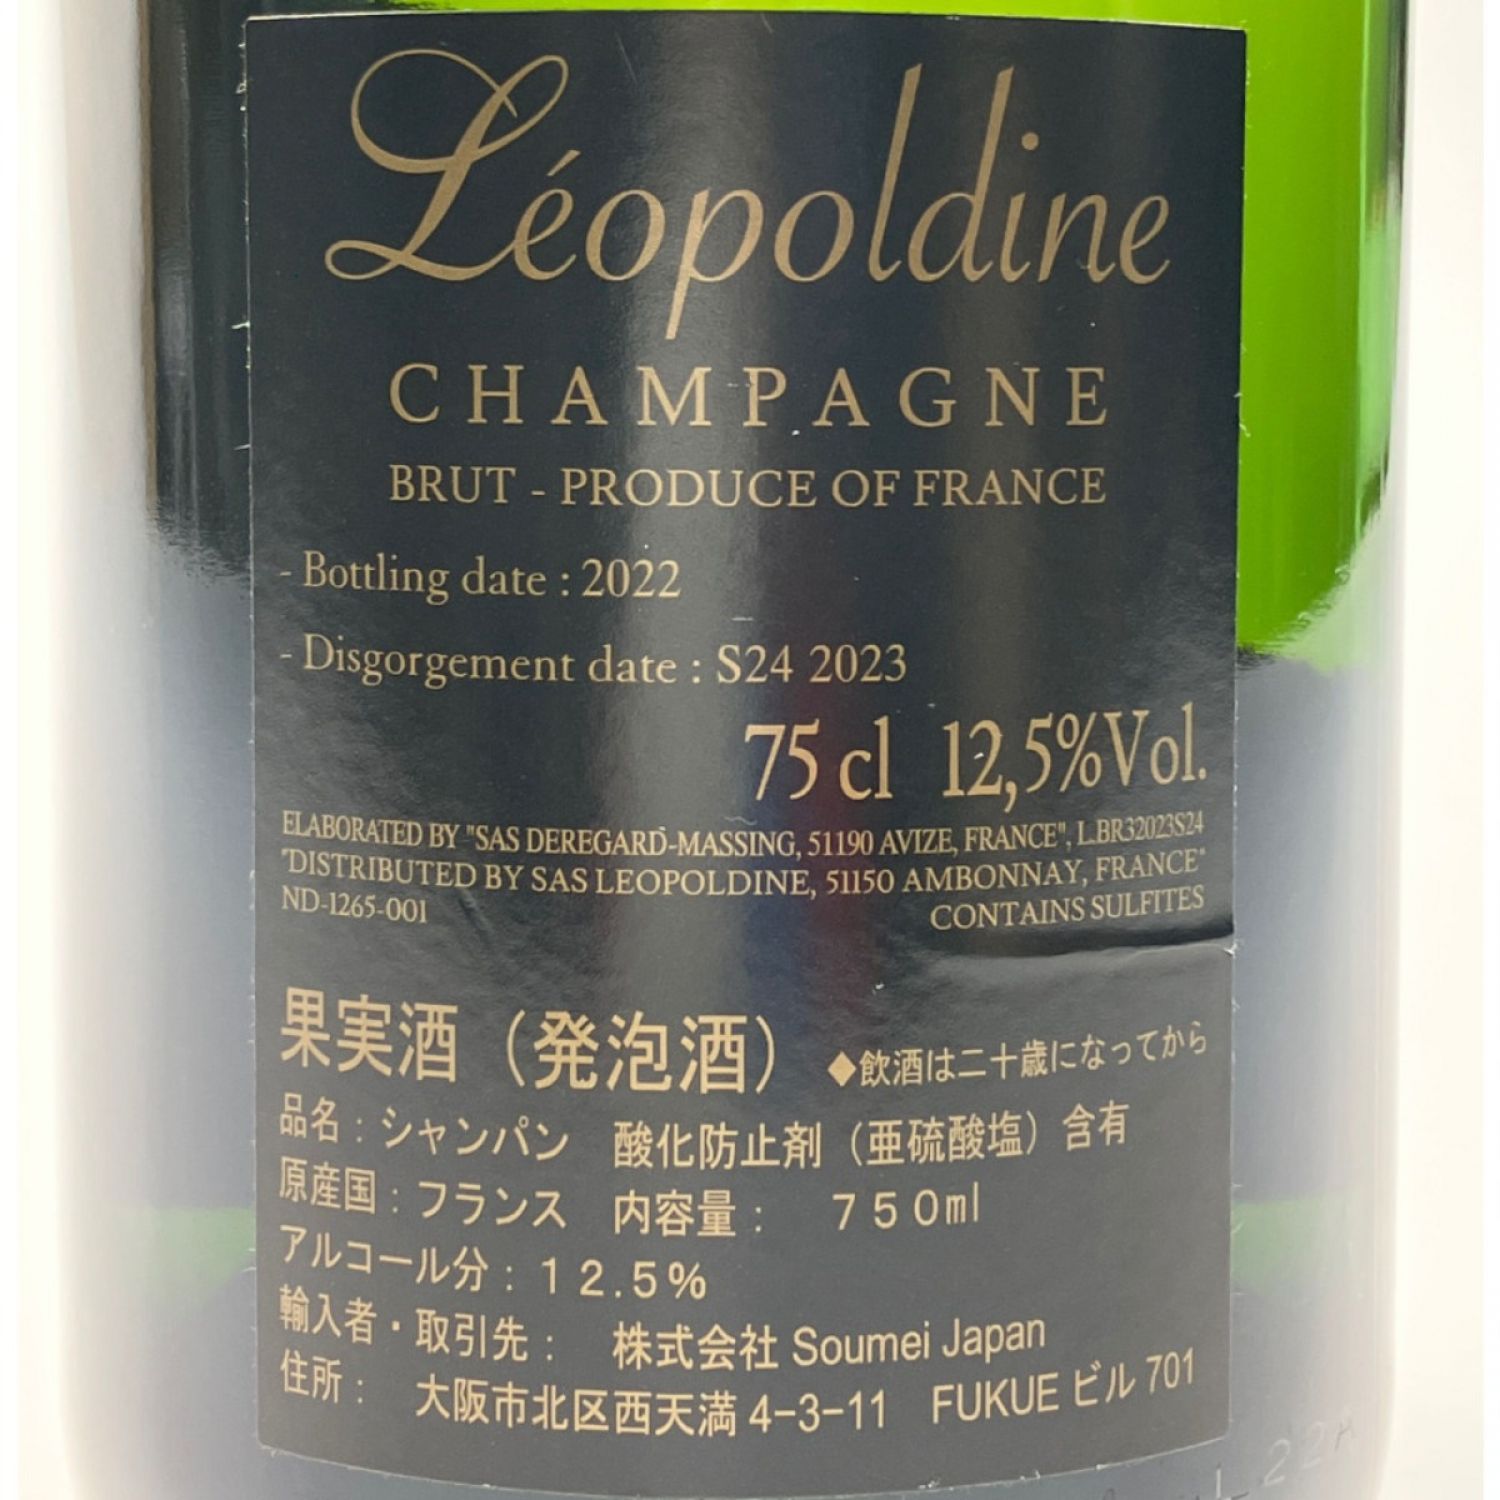 Léopoldine
CHAMPAGNE
BRUT - PRODUCE OF FRANCE
- Bottling date : 2022
- Disgorgement date : S24 2023
75 cl 12,5%Vol.
ELABORATED BY "SAS DEREGARD-MASSING, 51190 AVIZE, FRANCE", L.BR32023S24
"DISTRIBUTED BY SAS LEOPOLDINE, 51150 AMBONNAY, FRANCE"
ND-1265-001 CONTAINS SULFITES
果実酒（発泡酒） ◆飲酒は二十歳になってから
品名：シャンパン 酸化防止剤（亜硫酸塩）含有
原産国：フランス 内容量： 750ml
アルコール分：12.5%
輸入者・取引先： 株式会社 Soumei Japan
住所： 大阪市北区西天満 4-3-11 FUKUE ビル 701